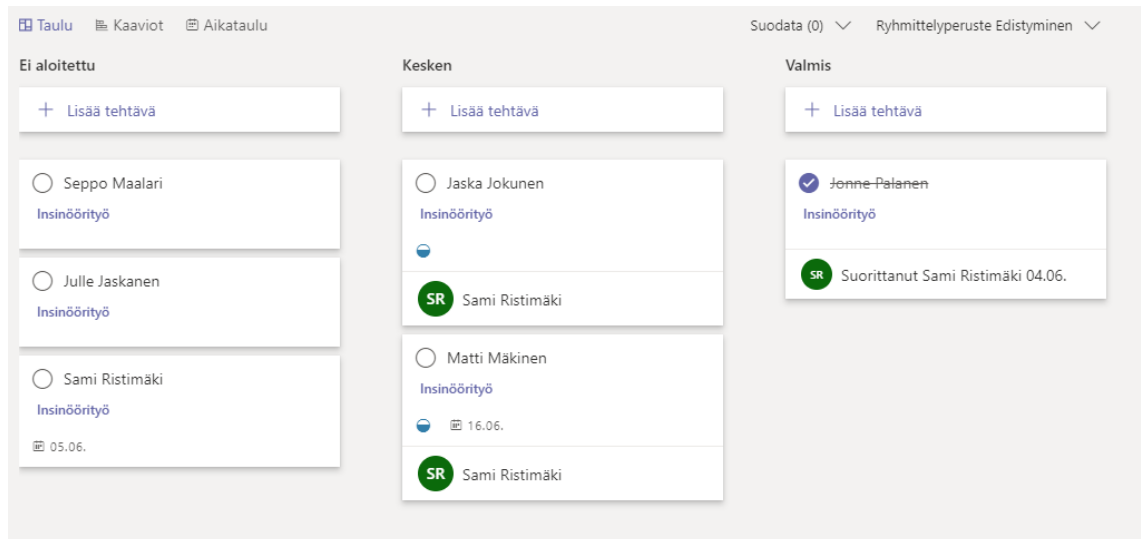 Taulu Kaaviot Aikataulu Suodata (0) Ryhmittelyperuste Edistyminen
Ei aloitettu
+ Lisää tehtävä
Seppo Maalari
Insinöörityö
Julle Jaskanen
Insinöörityö
Sami Ristimäki
Insinöörityö
05.06.
Kesken
+ Lisää tehtävä
Jaska Jokunen
Insinöörityö
SR Sami Ristimäki
Matti Mäkinen
Insinöörityö
16.06.
SR Sami Ristimäki
Valmis
+ Lisää tehtävä
Jonne Palanen
Insinöörityö
SR Suorittanut Sami Ristimäki 04.06.